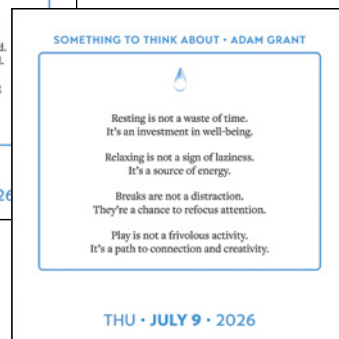 SOMETHING TO THINK ABOUT • ADAM GRANT
Resting is not a waste of time.
It's an investment in well-being.
Relaxing is not a sign of laziness.
It's a source of energy.
Breaks are not a distraction.
They're a chance to refocus attention.
Play is not a frivolous activity.
It's a path to connection and creativity.
THU • JULY 9 • 2026